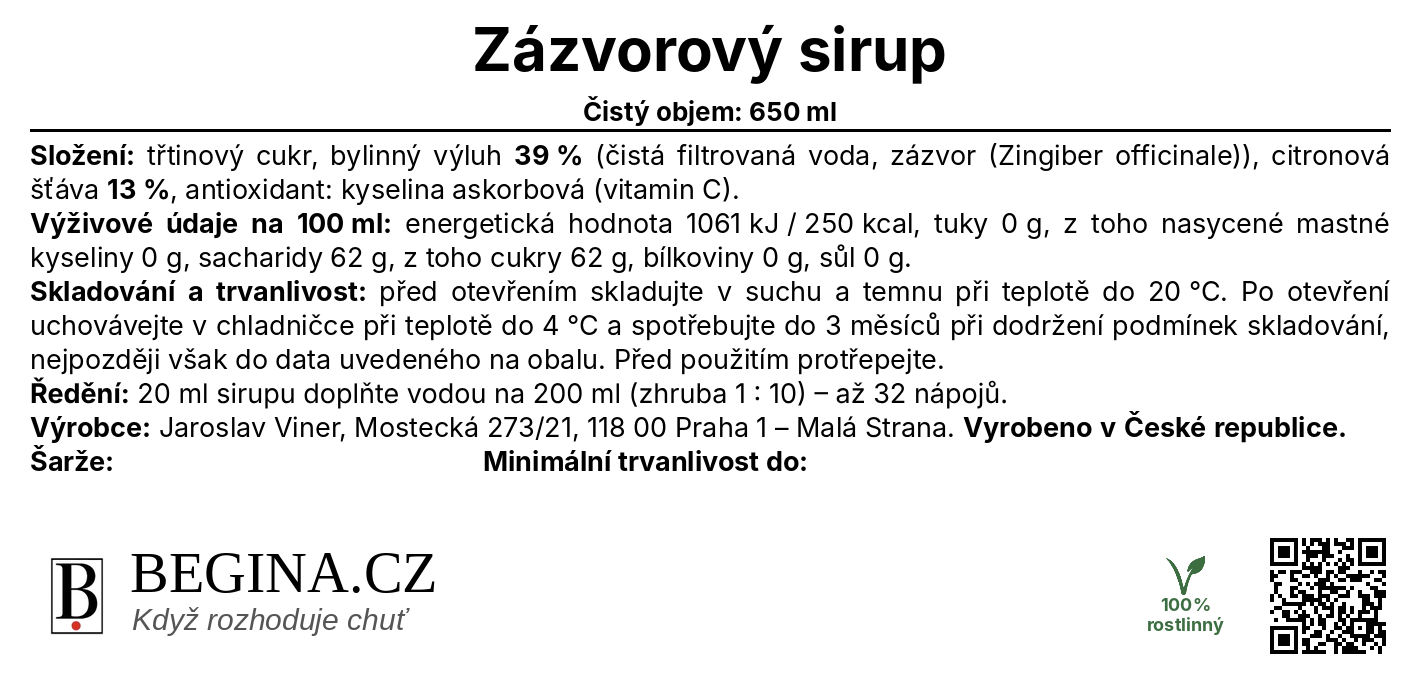 Zázvorový sirup
Čistý objem: 650 ml
Složení: třtinový cukr, bylinný výluh 39 % (čistá filtrovaná voda, zázvor (Zingiber officinale)), citronová
šťáva 13 %, antioxidant: kyselina askorbová (vitamin C).
Výživové údaje na 100 ml: energetická hodnota 1061 kJ / 250 kcal, tuky 0 g, z toho nasycené mastné
kyseliny 0 g, sacharidy 62 g, z toho cukry 62 g, bílkoviny 0 g, sůl 0 g.
Skladování a trvanlivost: před otevřením skladujte v suchu a temnu při teplotě do 20 °C. Po otevření
uchovávejte v chladničce při teplotě do 4 °C a spotřebujte do 3 měsíců při dodržení podmínek skladování,
nejpozději však do data uvedeného na obalu. Před použitím protřepejte.
Ředění: 20 ml sirupu doplňte vodou na 200 ml (zhruba 1 : 10) – až 32 nápojů.
Výrobce: Jaroslav Viner, Mostecká 273/21, 118 00 Praha 1 – Malá Strana. Vyrobeno v České republice.
Šarže: Minimální trvanlivost do:
B BEGINA.CZ
Když rozhoduje chuť
100%
rostlinný